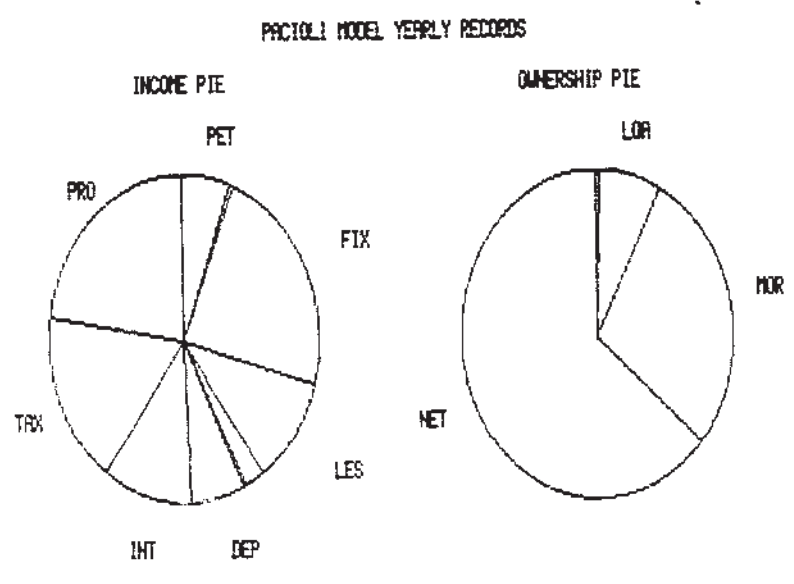 PACIOLI MODEL YEARLY RECORDS
INCOME PIE
OWNERSHIP PIE
PET
LOA
PRO
FIX
MOR
TAX
NET
LES
INT
DEP